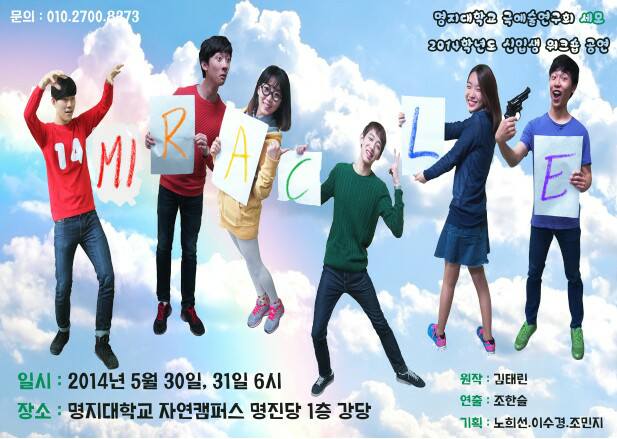 문의 : 010.2700.8273
명지대학교 극예술연구회 세모
2014학년도 신입생 워크숍 공연
14
MIRACLE
일시 : 2014년 5월 30일, 31일 6시
장소 : 명지대학교 자연캠퍼스 명진당 1층 강당
원작 : 김태린
연출 : 조한슬
기획 : 노희선.이수경.조민지